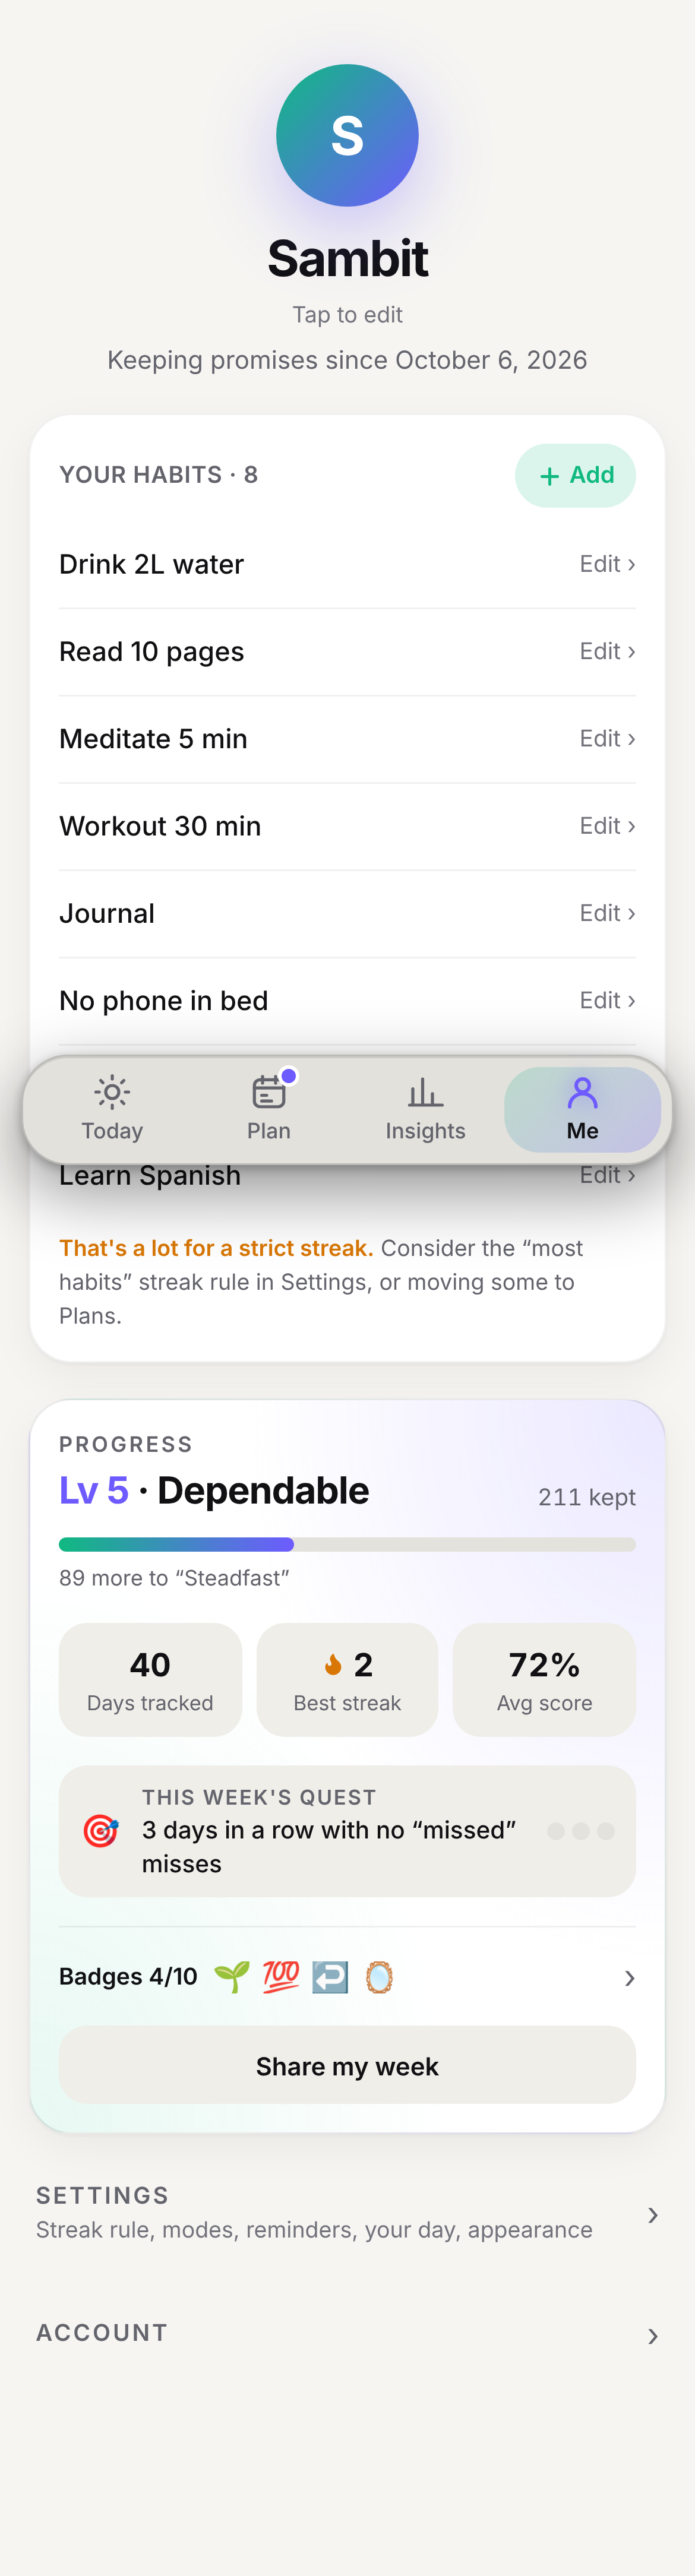 S
Sambit
Tap to edit
Keeping promises since October 6, 2026
YOUR HABITS · 8
+ Add
Drink 2L water
Edit ›
Read 10 pages
Edit ›
Meditate 5 min
Edit ›
Workout 30 min
Edit ›
Journal
Edit ›
No phone in bed
Edit ›
Today
Plan
Insights
Me
Learn Spanish
Edit ›
That's a lot for a strict streak. Consider the “most
habits” streak rule in Settings, or moving some to
Plans.
PROGRESS
Lv 5 · Dependable
211 kept
89 more to “Steadfast”
40
Days tracked
2
Best streak
72%
Avg score
THIS WEEK'S QUEST
3 days in a row with no “missed”
misses
Badges 4/10 🌱 💯 ↩️ 🪞
Share my week
SETTINGS
Streak rule, modes, reminders, your day, appearance
ACCOUNT